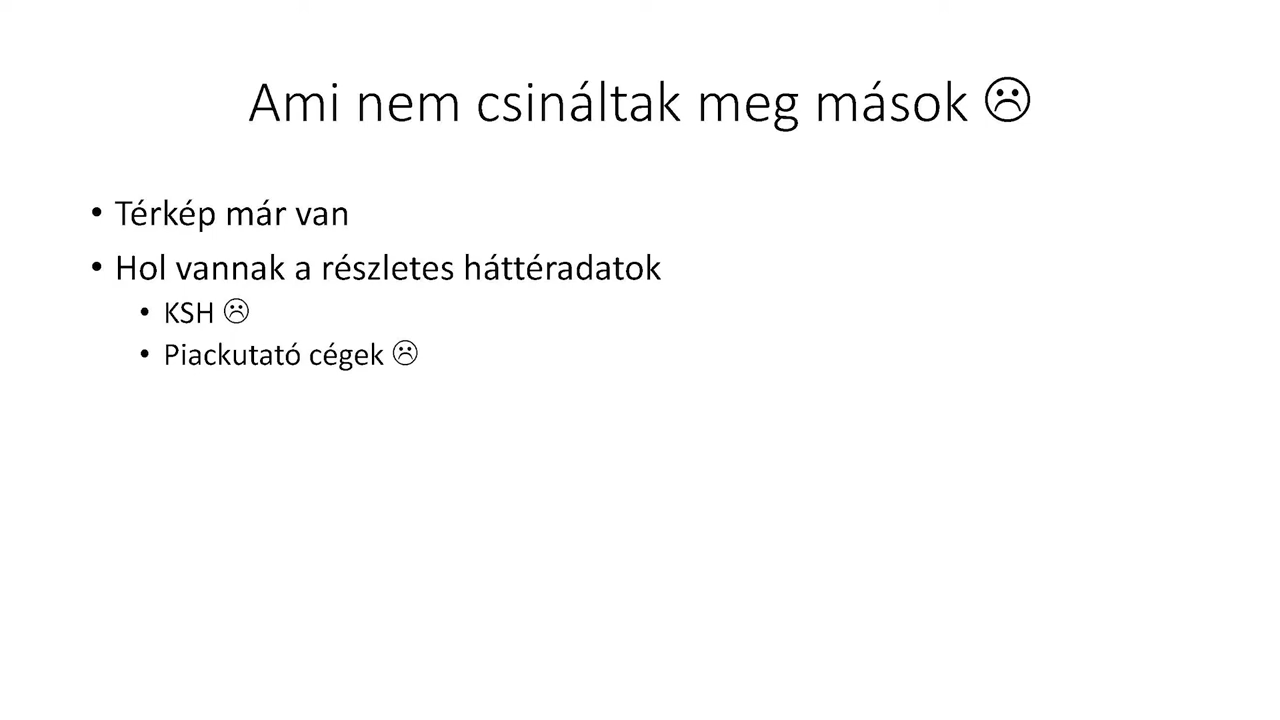 Ami nem csináltak meg mások ☹
• Térkép már van
• Hol vannak a részletes háttéradatok
• KSH ☹
• Piackutató cégek ☹